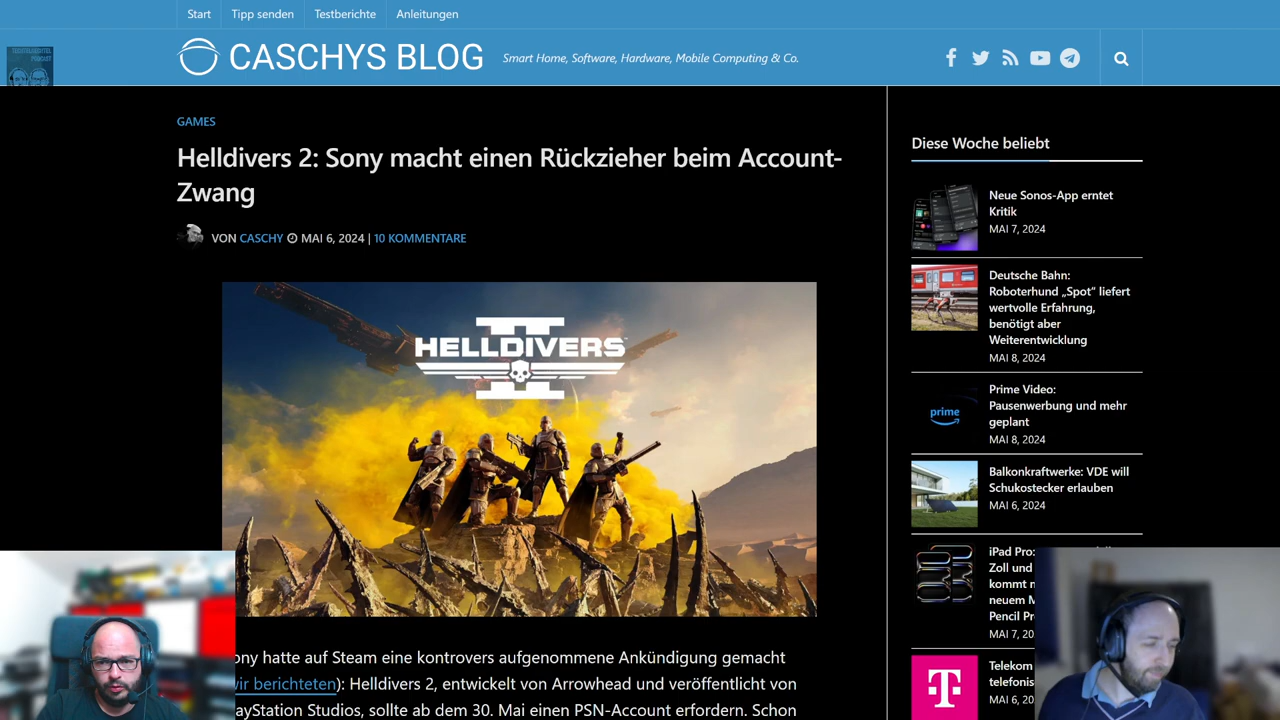 Start
Tipp senden
Testberichte
Anleitungen
PODCAST
CASCHYS BLOG
Smart Home, Software, Hardware, Mobile Computing & Co.
GAMES
Helldivers 2: Sony macht einen Rückzieher beim Account-
Zwang
VON CASCHY MAI 6, 2024 | 10 KOMMENTARE
II
HELLDIVERS
ony hatte auf Steam eine kontrovers aufgenommene Ankündigung gemacht
wir berichteten): Helldivers 2, entwickelt von Arrowhead und veröffentlicht von
ayStation Studios, sollte ab dem 30. Mai einen PSN-Account erfordern. Schon
Diese Woche beliebt
Neue Sonos-App erntet
Kritik
MAI 7, 2024
Deutsche Bahn:
Roboterhund „Spot“ liefert
wertvolle Erfahrung,
benötigt aber
Weiterentwicklung
MAI 8, 2024
prime
Prime Video:
Pausenwerbung und mehr
geplant
MAI 8, 2024
Balkonkraftwerke: VDE will
Schukostecker erlauben
MAI 6, 2024
iPad Pro:
Zoll und
kommt
neuem M
Pencil Pr
MAI 7, 20
T
Telekom
telefonis
MAI 6, 20